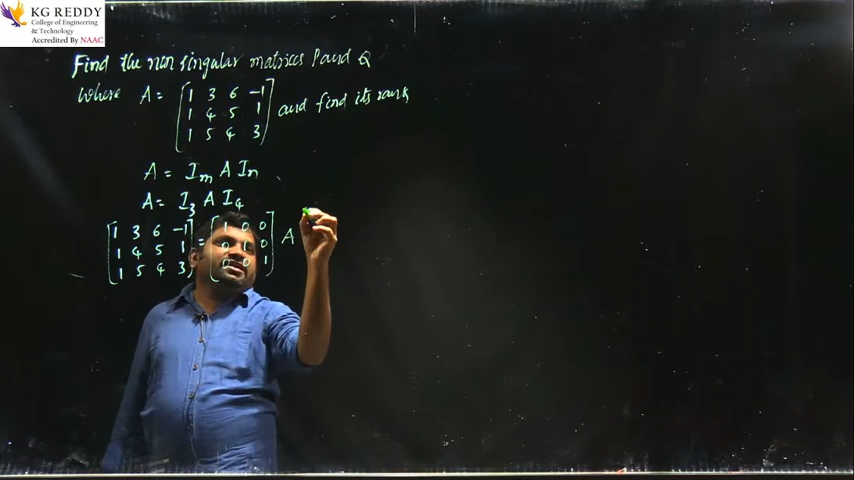 KG REDDY
College of Engineering
& Technology
Accredited By NAAC
Find the non singular matrices P and Q
where A = [1 3 6 -1
1 4 5 1
1 5 4 3] and find its rank
A = Im A In
A = I3 A I4
[1 3 6 -1
1 4 5 1
1 5 4 3] = [1 0 0
0 1 0
0 0 1] A